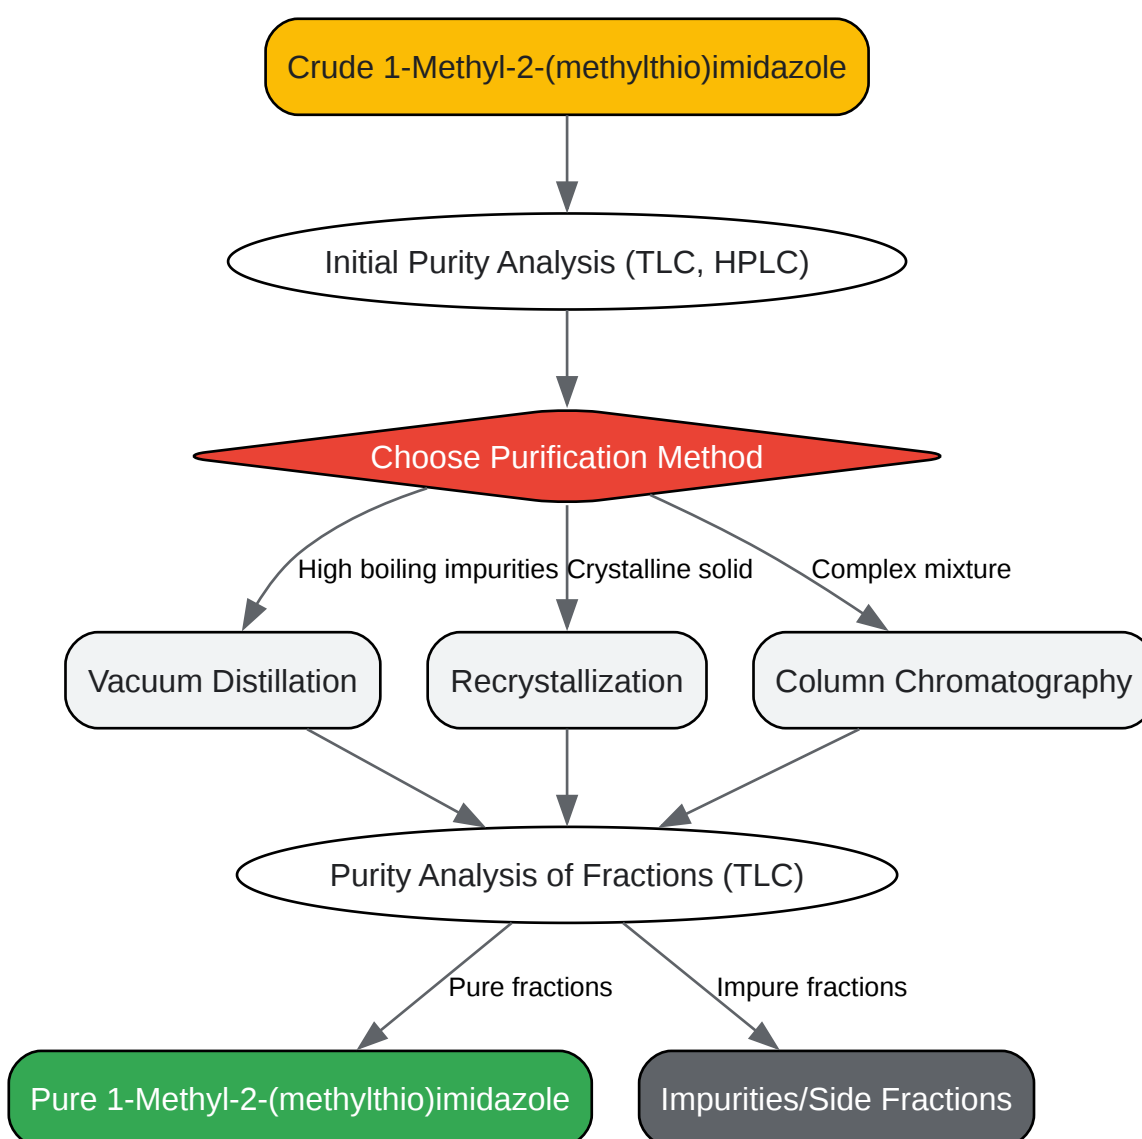 Crude 1-Methyl-2-(methylthio)imidazole
Initial Purity Analysis (TLC, HPLC)
Choose Purification Method
High boiling impurities
Crystalline solid
Complex mixture
Vacuum Distillation
Recrystallization
Column Chromatography
Purity Analysis of Fractions (TLC)
Pure fractions
Impure fractions
Pure 1-Methyl-2-(methylthio)imidazole
Impurities/Side Fractions